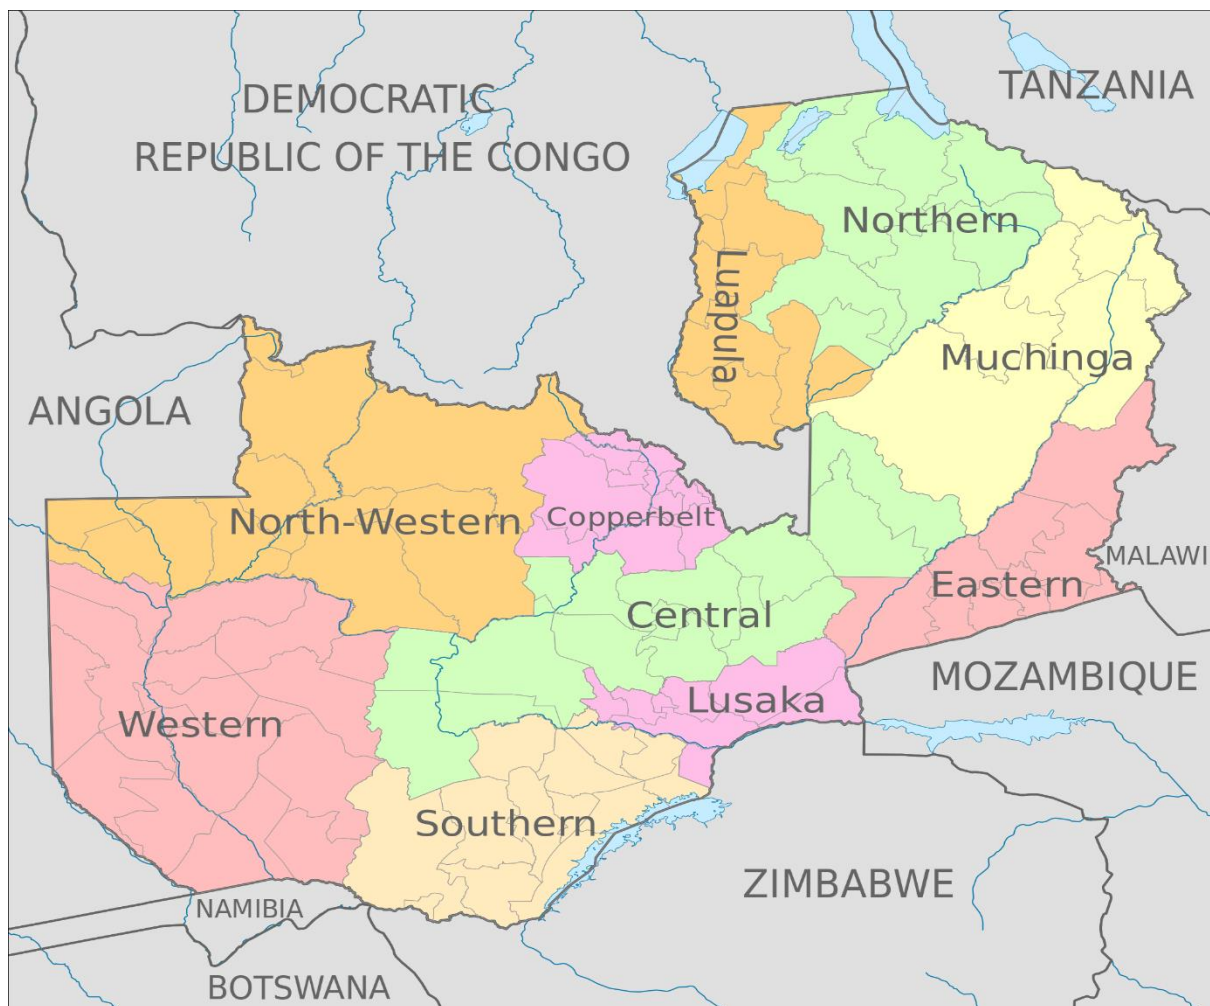 DEMOCRATIC
REPUBLIC OF THE CONGO
TANZANIA
Northern
Luapula
Muchinga
ANGOLA
North-Western
Copperbelt
MALAWI
Eastern
Central
MOZAMBIQUE
Lusaka
Western
Southern
ZIMBABWE
NAMIBIA
BOTSWANA